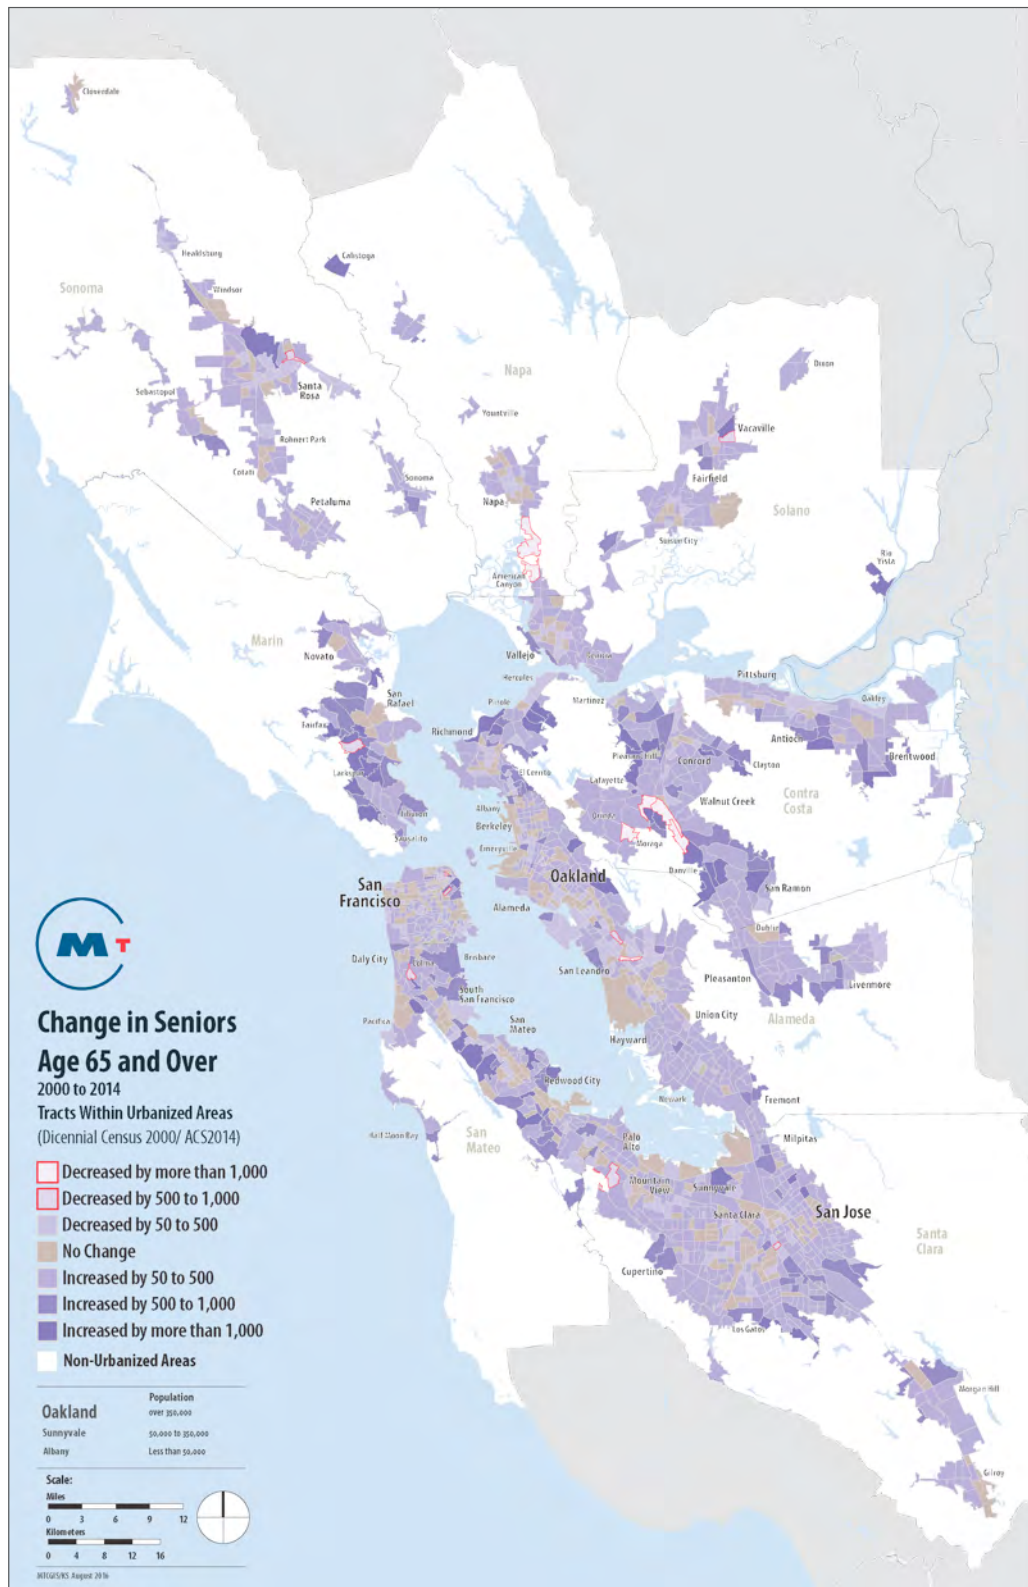 Cloverdale
Healdsburg
Calistoga
Windsor
Sonoma
Napa
Dixon
Santa
Rosa
Sebastopol
Yountville
Vacaville
Rohnert Park
Cotati
Sonoma
Fairfield
Napa
Petaluma
Solano
Suisun City
Rio
Vista
American
Canyon
Marin
Novato
Vallejo
Benicia
Hercules
Pittsburg
Oakley
San
Rafael
Pinole
Martinez
Fairfax
Richmond
Antioch
Pleasant Hill
Concord
Clayton
Brentwood
Larkspur
El Cerrito
Lafayette
Contra
Costa
Walnut Creek
Tiburon
Albany
Orinda
Berkeley
Sausalito
Emeryville
Moraga
Danville
San
Francisco
Oakland
San Ramon
Alameda
Dublin
Daly City
Colma
Brisbane
San Leandro
Pleasanton
Livermore
South
San Francisco
Pacifica
San
Mateo
Union City
Alameda
Hayward
Redwood City
Newark
Fremont
Half Moon Bay
San
Mateo
Palo
Alto
Milpitas
Mountain
View
Sunnyvale
Santa Clara
San Jose
Santa
Clara
Cupertino
Los Gatos
Morgan Hill
Gilroy
M T
Change in Seniors
Age 65 and Over
2000 to 2014
Tracts Within Urbanized Areas
(Dicennial Census 2000/ ACS2014)
Decreased by more than 1,000
Decreased by 500 to 1,000
Decreased by 50 to 500
No Change
Increased by 50 to 500
Increased by 500 to 1,000
Increased by more than 1,000
Non-Urbanized Areas
Population
Oakland over 350,000
Sunnyvale 50,000 to 350,000
Albany Less than 50,000
Scale:
Miles
0 3 6 9 12
Kilometers
0 4 8 12 16
MTCGIS/KS August 2016